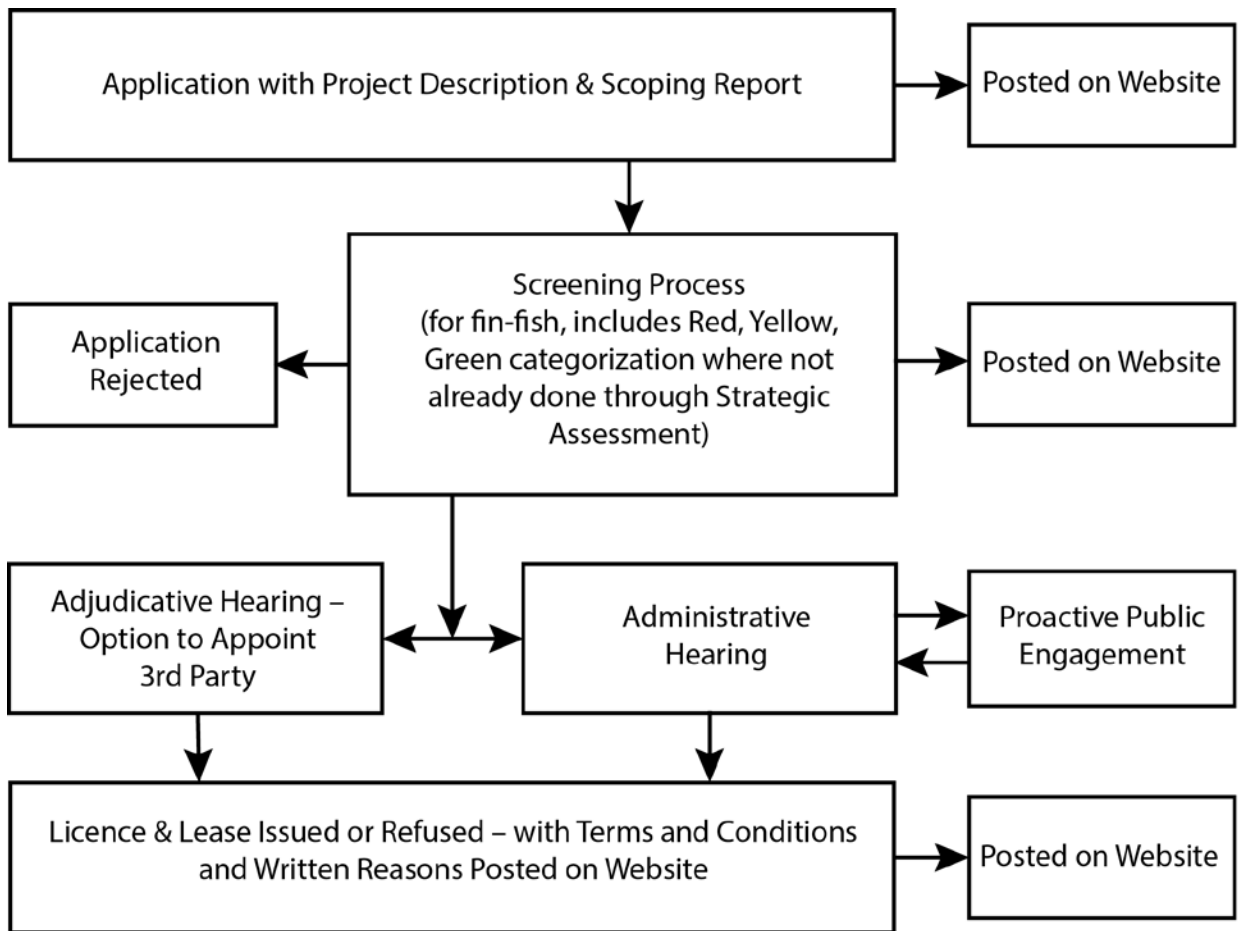 Application with Project Description & Scoping Report
Posted on Website
Screening Process
(for fin-fish, includes Red, Yellow,
Green categorization where not
already done through Strategic
Assessment)
Application
Rejected
Posted on Website
Adjudicative Hearing –
Option to Appoint
3rd Party
Administrative
Hearing
Proactive Public
Engagement
Licence & Lease Issued or Refused – with Terms and Conditions
and Written Reasons Posted on Website
Posted on Website